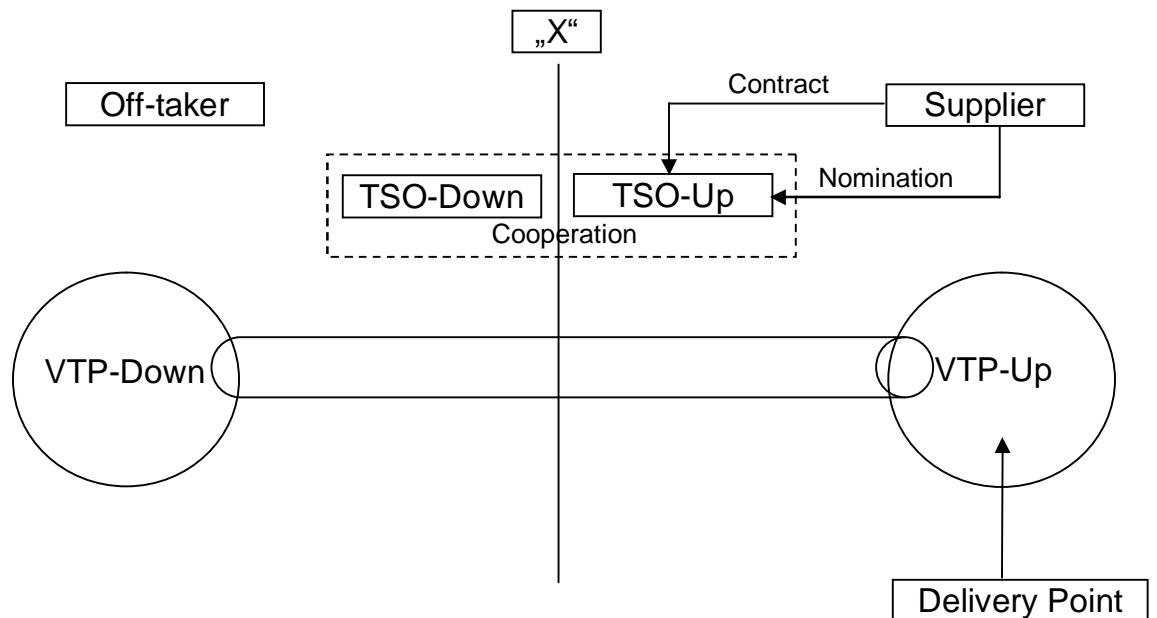 „X“
Contract
Off-taker
Supplier
Nomination
TSO-Down
TSO-Up
Cooperation
VTP-Down
VTP-Up
Delivery Point